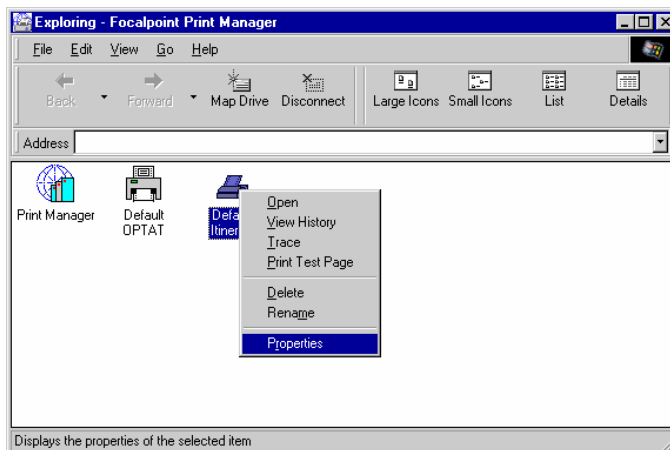 Exploring - Focalpoint Print Manager
File Edit View Go Help
Back Forward Map Drive Disconnect Large Icons Small Icons List Details
Address
Print Manager
Default
OPTAT
Defa
Itiner
Open
View History
Trace
Print Test Page
Delete
Rename
Properties
Displays the properties of the selected item